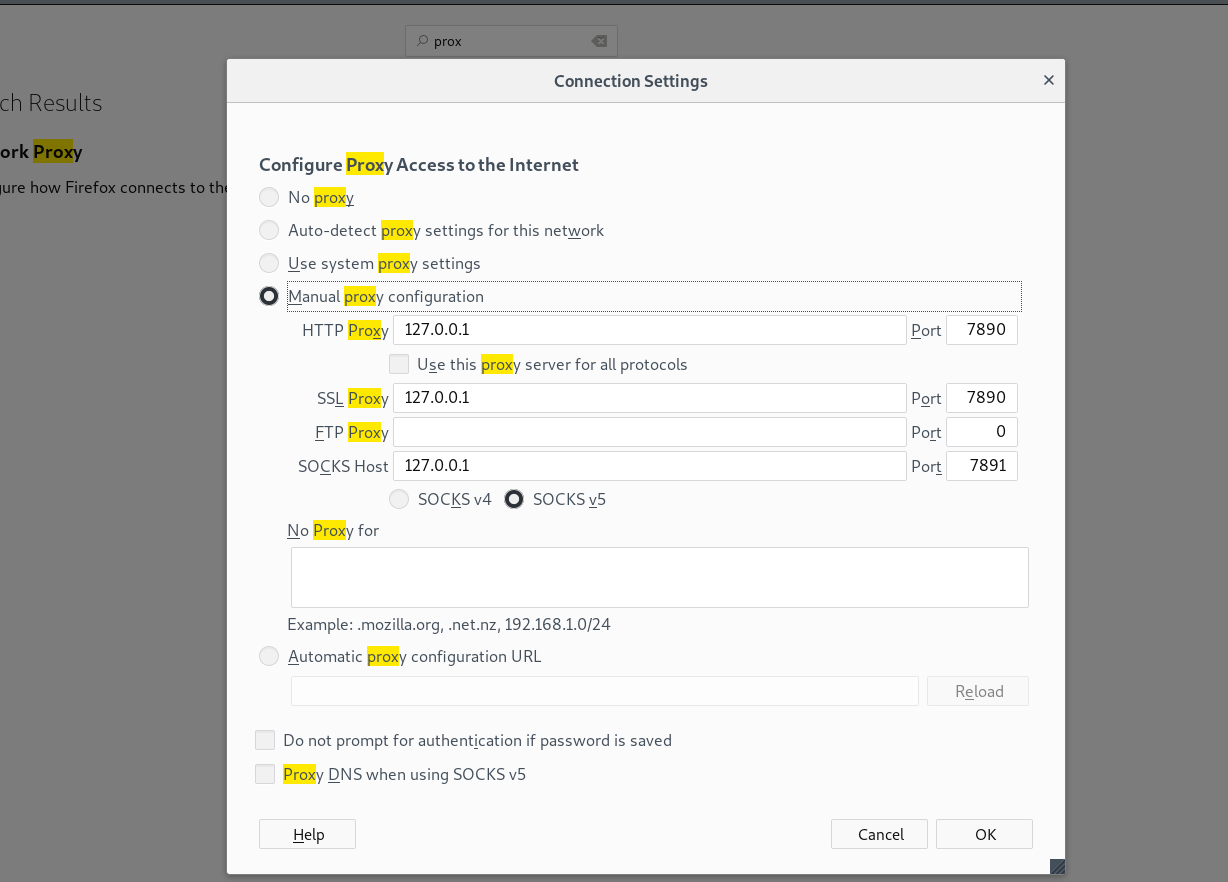 prox
Connection Settings
ch Results
ork Proxy
ure how Firefox connects to the
Configure Proxy Access to the Internet
No proxy
Auto-detect proxy settings for this network
Use system proxy settings
Manual proxy configuration
HTTP Proxy 127.0.0.1 Port 7890
Use this proxy server for all protocols
SSL Proxy 127.0.0.1 Port 7890
FTP Proxy Port 0
SOCKS Host 127.0.0.1 Port 7891
SOCKS v4 SOCKS v5
No Proxy for
Example: .mozilla.org, .net.nz, 192.168.1.0/24
Automatic proxy configuration URL
Reload
Do not prompt for authentication if password is saved
Proxy DNS when using SOCKS v5
Help Cancel OK